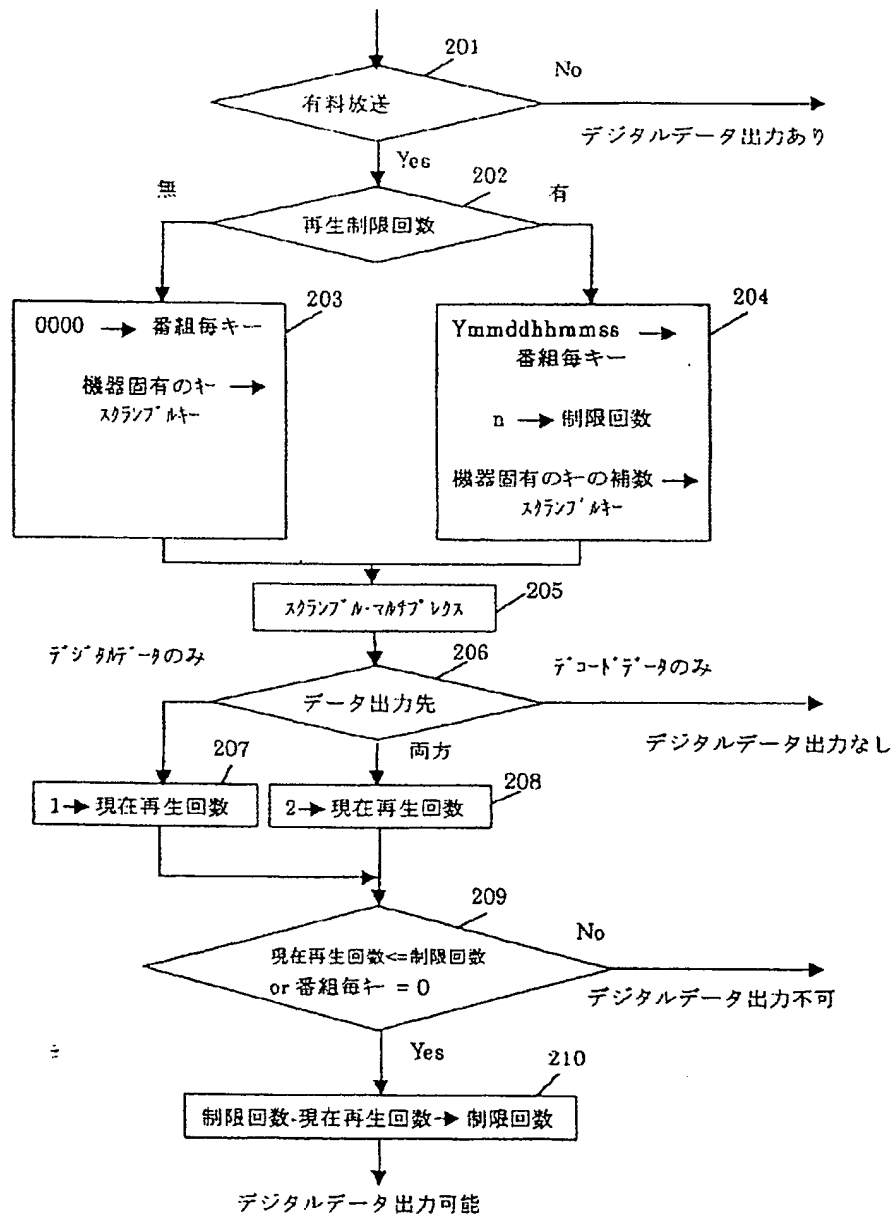 201
有料放送
No
デジタルデータ出力あり
Yes
202
無
再生制限回数
有
203
0000 → 番組毎キー
機器固有のキー →
スクランブルキー
204
Ymmddhhmmss →
番組毎キー
n → 制限回数
機器固有のキーの補数 →
スクランブルキー
スクランブル・マルチプレクス
205
デジタルデータのみ
206
データ出力先
デコードデータのみ
デジタルデータ出力なし
両方
207
1→現在再生回数
208
2→現在再生回数
209
現在再生回数<=制限回数
or 番組毎キー = 0
No
デジタルデータ出力不可
Yes
210
制限回数-現在再生回数→制限回数
デジタルデータ出力可能